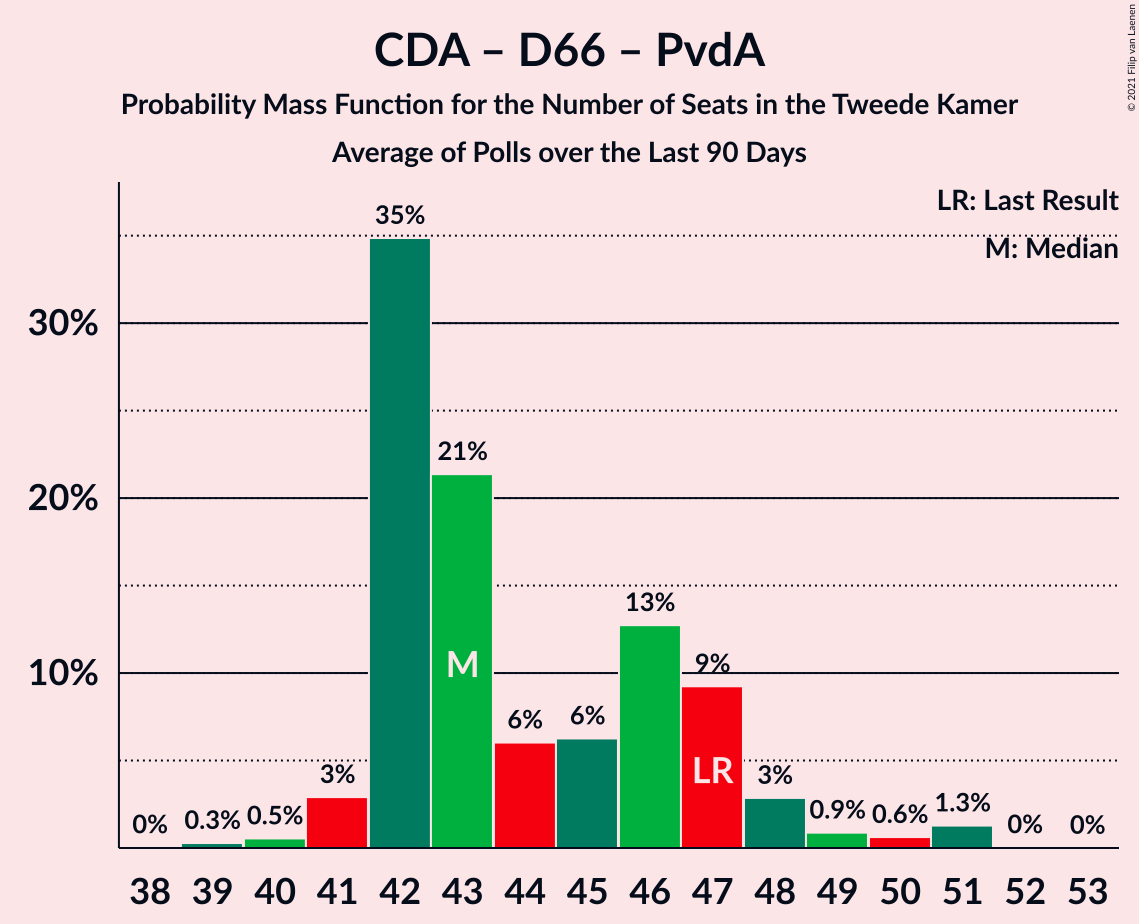 CDA – D66 – PvdA
Probability Mass Function for the Number of Seats in the Tweede Kamer
Average of Polls over the Last 90 Days
© 2021 Filip van Laenen
LR: Last Result
M: Median
30%
20%
10%
0%
0.3%
0.5%
3%
35%
21%
6%
6%
13%
9%
3%
0.9%
0.6%
1.3%
0%
0%
M
LR
38 39 40 41 42 43 44 45 46 47 48 49 50 51 52 53